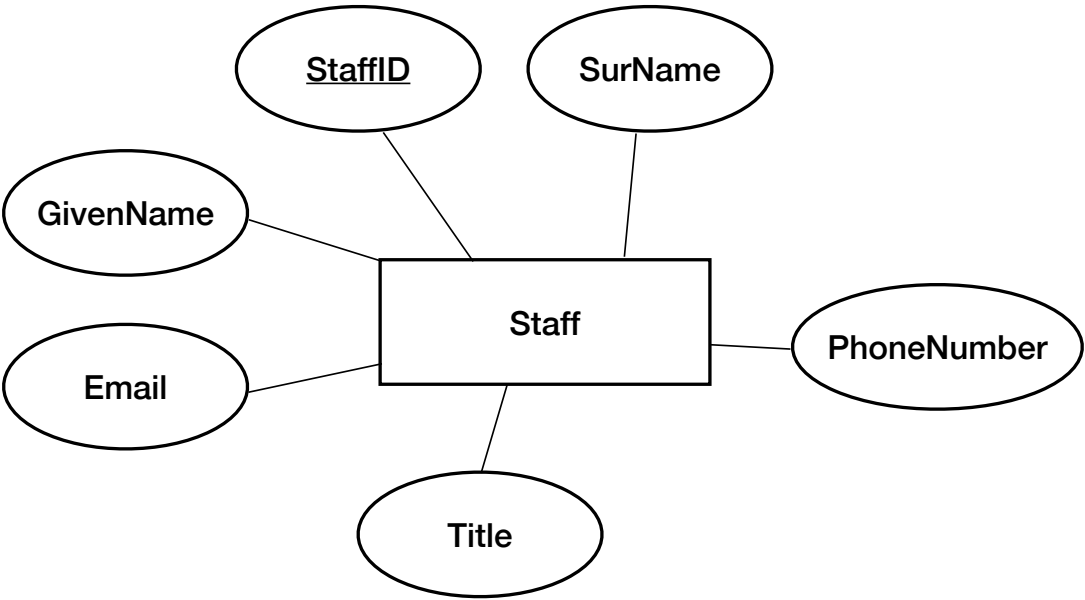 StaffID
SurName
GivenName
Staff
PhoneNumber
Email
Title